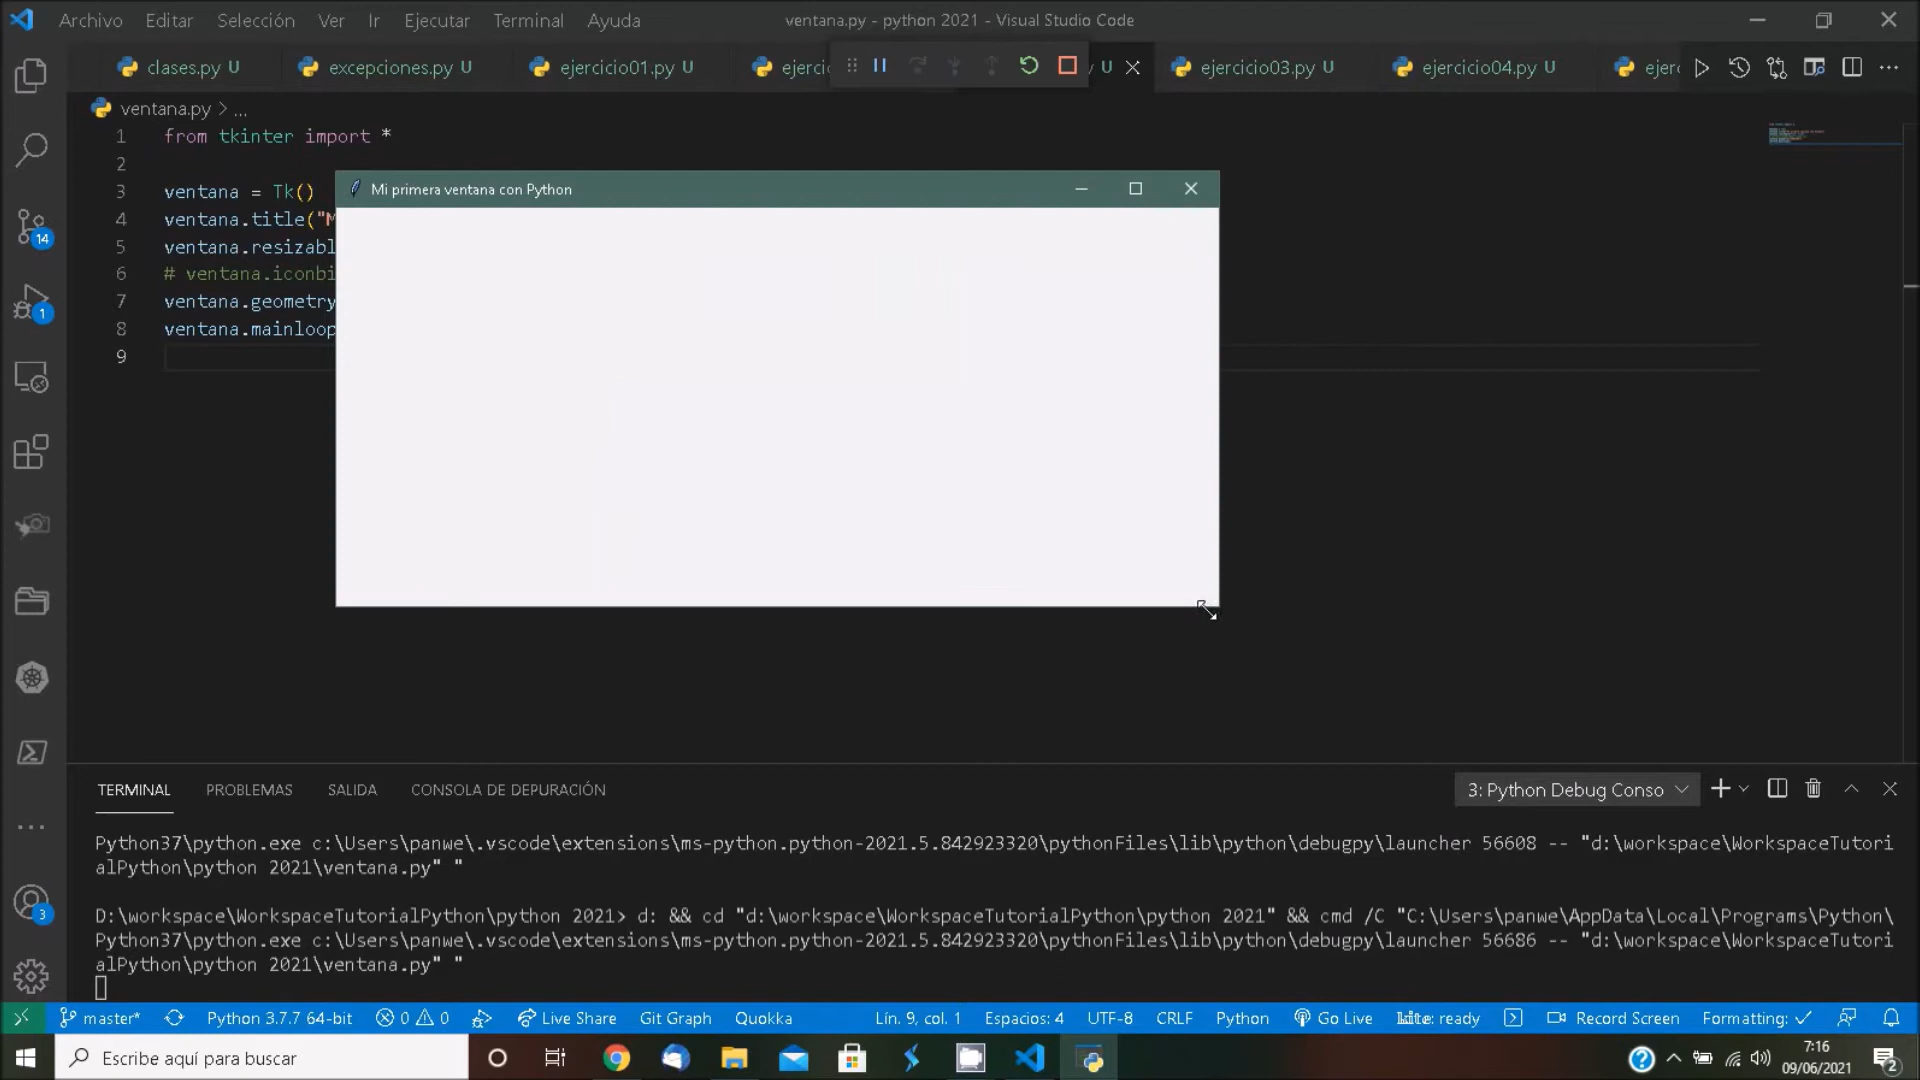 Archivo Editar Selección Ver Ir Ejecutar Terminal Ayuda ventana.py - python 2021 - Visual Studio Code
clases.py U excepciones.py U ejercicio01.py U ejercic U ejercicio03.py U ejercicio04.py U ejerc
ventana.py > ...
1 from tkinter import *
2
3 ventana = Tk()
4 ventana.title("M
5 ventana.resizabl
6 # ventana.iconbi
7 ventana.geometry
8 ventana.mainloop
9
Mi primera ventana con Python
14
1
3
TERMINAL PROBLEMAS SALIDA CONSOLA DE DEPURACIÓN 3: Python Debug Conso
Python37\python.exe c:\Users\panwe\.vscode\extensions\ms-python.python-2021.5.842923320\pythonFiles\lib\python\debugpy\launcher 56608 -- "d:\workspace\WorkspaceTutori
alPython\python 2021\ventana.py" "
D:\workspace\WorkspaceTutorialPython\python 2021> d: && cd "d:\workspace\WorkspaceTutorialPython\python 2021" && cmd /C "C:\Users\panwe\AppData\Local\Programs\Python\
Python37\python.exe c:\Users\panwe\.vscode\extensions\ms-python.python-2021.5.842923320\pythonFiles\lib\python\debugpy\launcher 56686 -- "d:\workspace\WorkspaceTutori
alPython\python 2021\ventana.py" "
master* Python 3.7.7 64-bit 0 0 Live Share Git Graph Quokka Lín. 9, col. 1 Espacios: 4 UTF-8 CRLF Python Go Live kite: ready Record Screen Formatting: ✓
Escribe aquí para buscar
7:16
09/06/2021
2